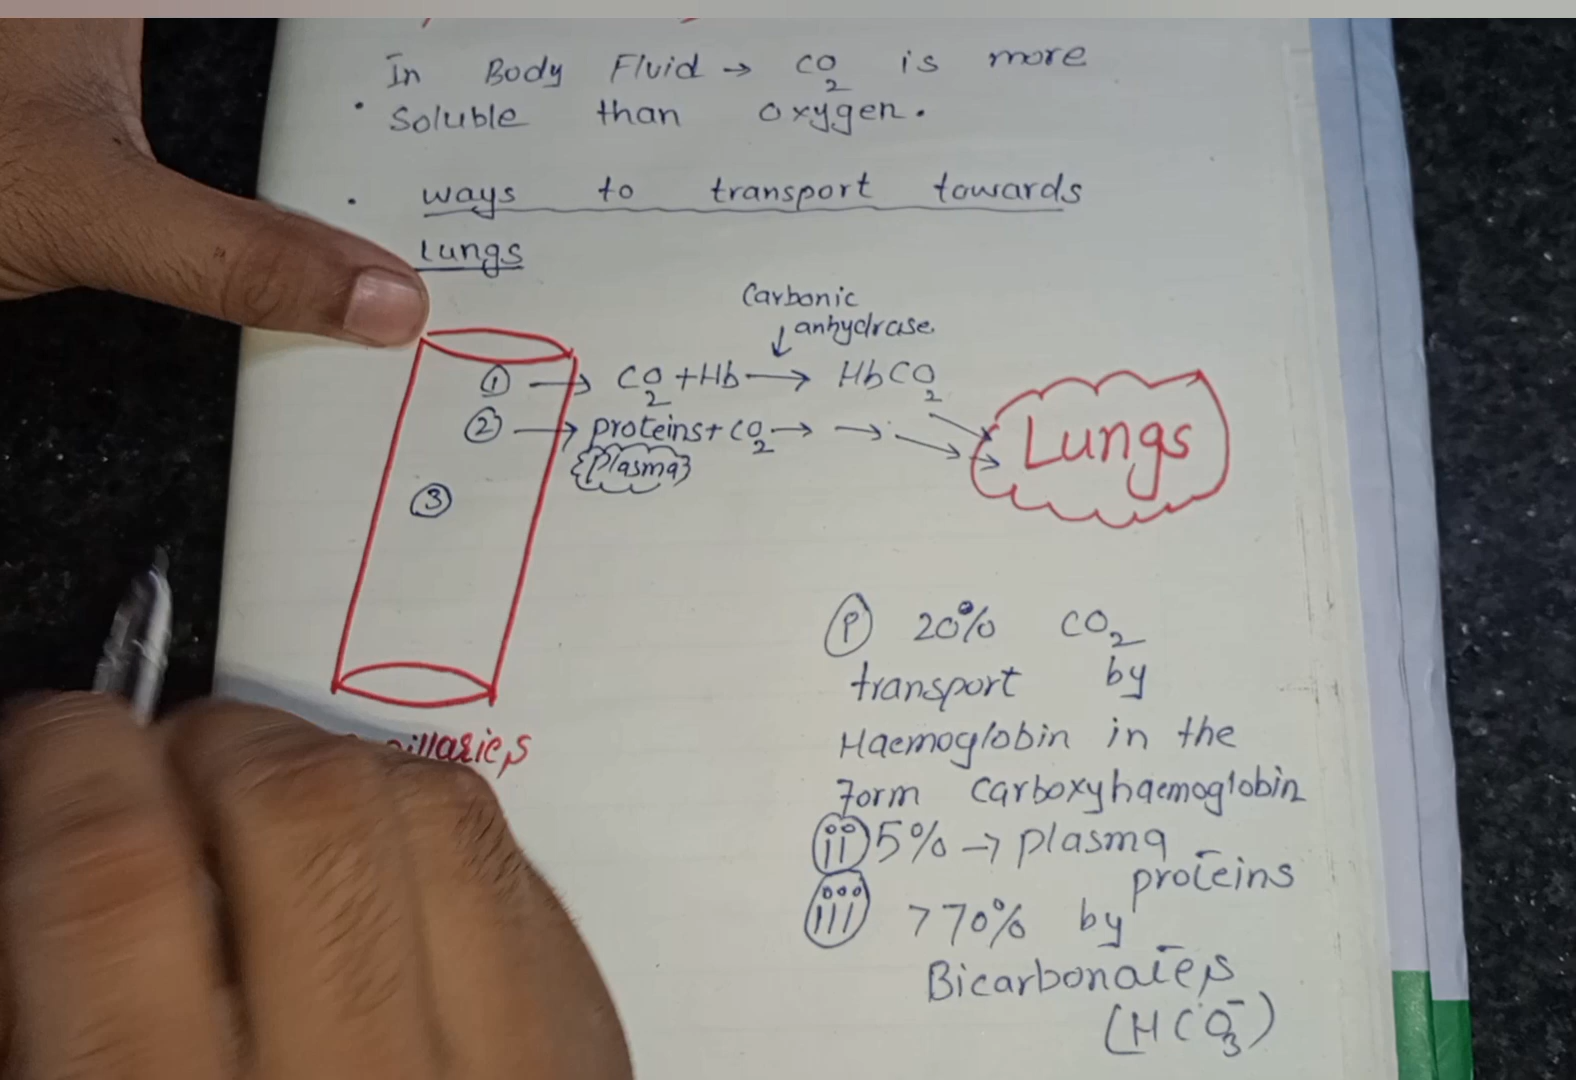 In Body Fluid → CO2 is more
• Soluble than oxygen.
• ways to transport towards
Lungs
Carbonic
anhydrase
① → CO2 + Hb → HbCO2
② → proteins + CO2 → →
{Plasma}
Lungs
③
(i) 20% CO2
transport by
Haemoglobin in the
Form Carboxyhaemoglobin
(ii) 5% → plasma
proteins
(iii) >70% by
Bicarbonates
(HCO3-)